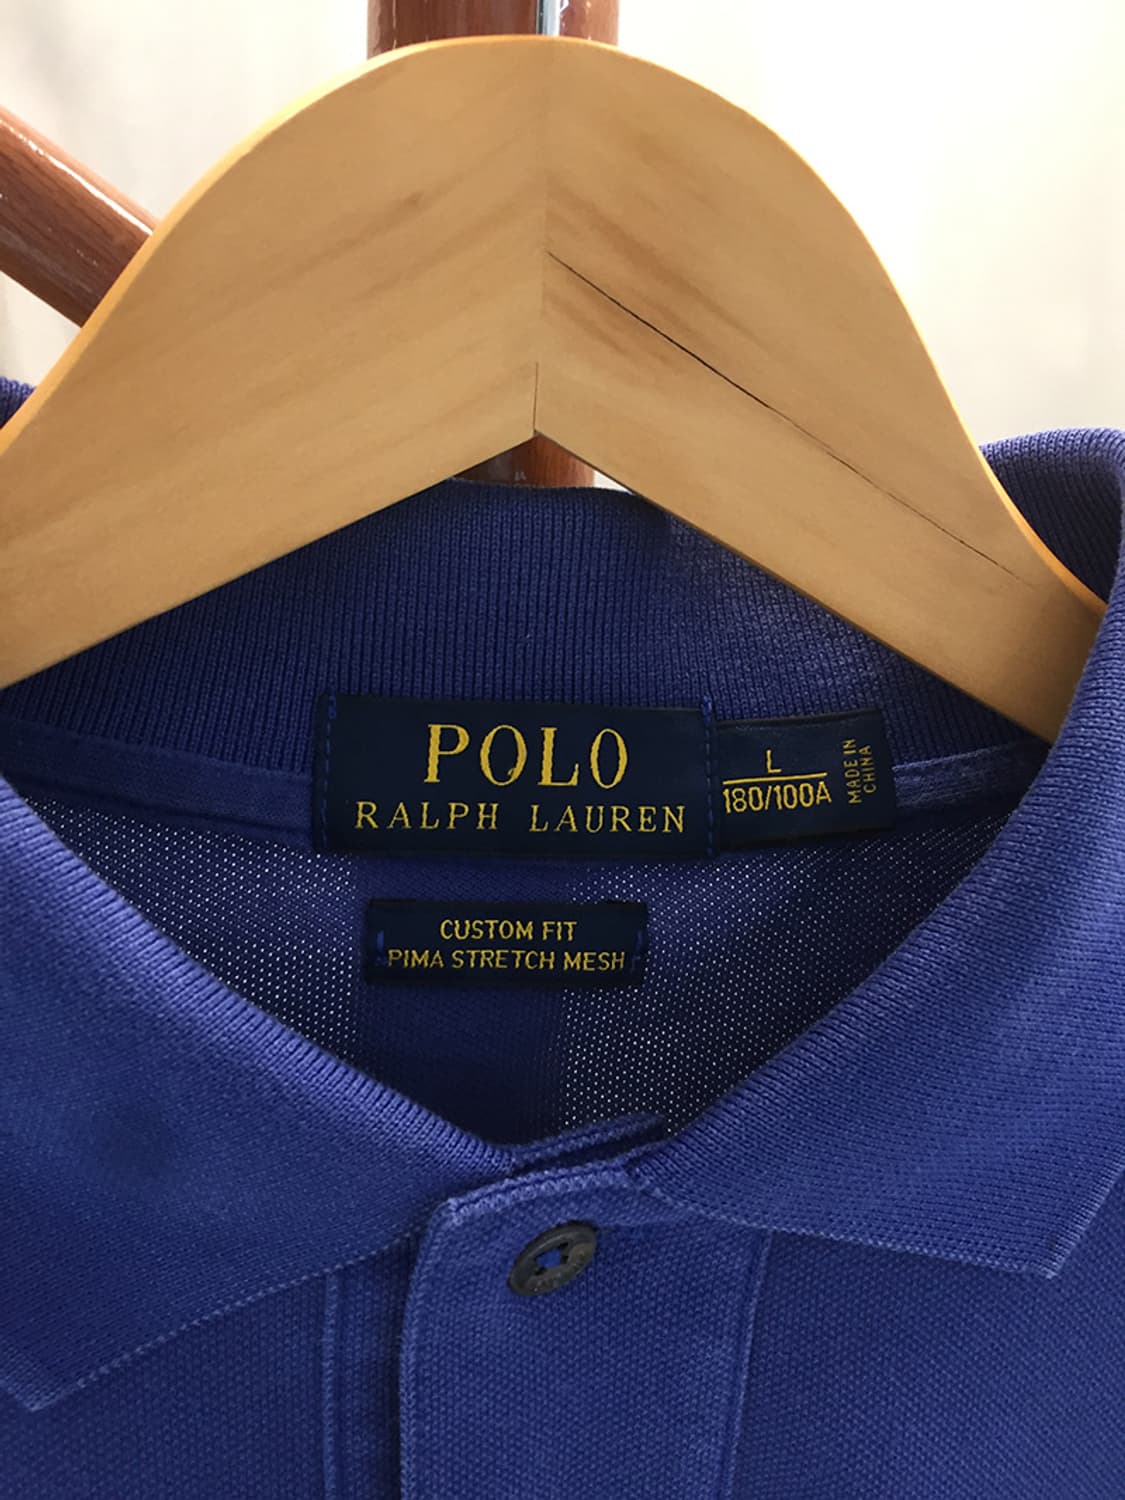 POLO
RALPH LAUREN
L
180/100A
MADE IN
CHINA
CUSTOM FIT
PIMA STRETCH MESH